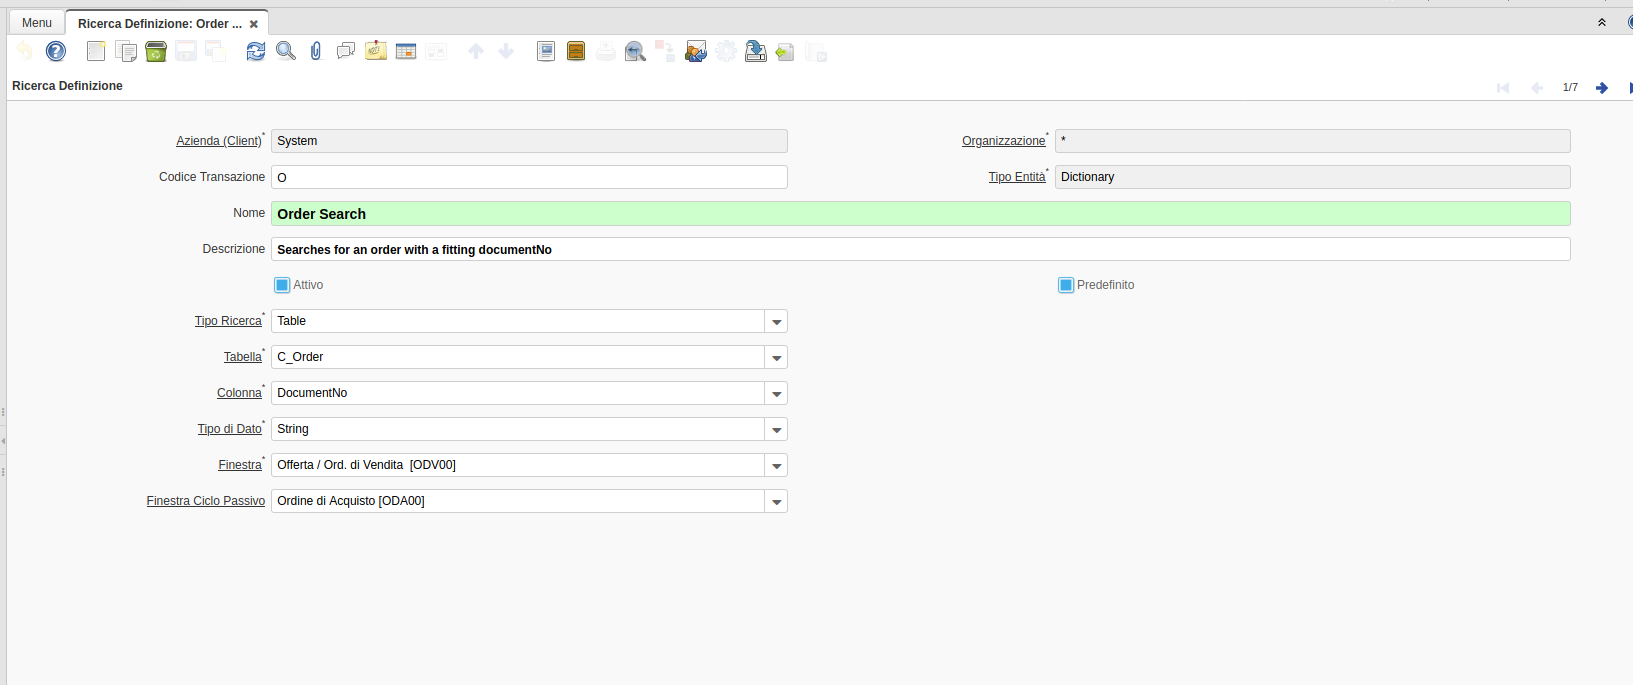 Menu
Ricerca Definizione: Order ...
Ricerca Definizione
1/7
Azienda (Client)* System
Organizzazione* *
Codice Transazione O
Tipo Entità* Dictionary
Nome Order Search
Descrizione Searches for an order with a fitting documentNo
Attivo
Predefinito
Tipo Ricerca* Table
Tabella* C_Order
Colonna* DocumentNo
Tipo di Dato* String
Finestra* Offerta / Ord. di Vendita [ODV00]
Finestra Ciclo Passivo Ordine di Acquisto [ODA00]